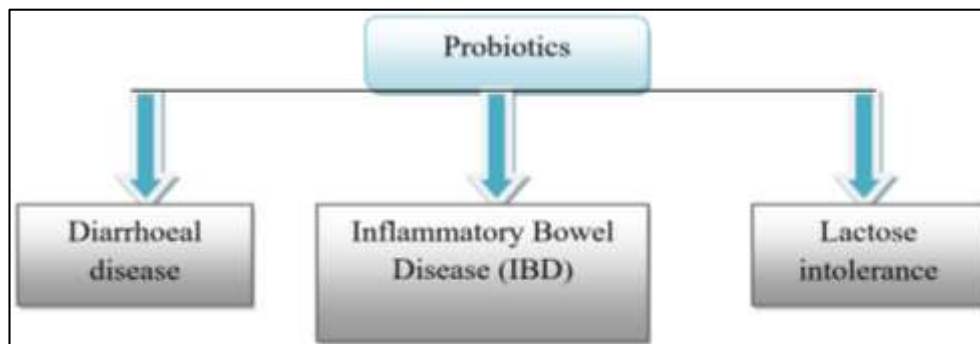 Probiotics
Diarrhoeal
disease
Inflammatory Bowel
Disease (IBD)
Lactose
intolerance